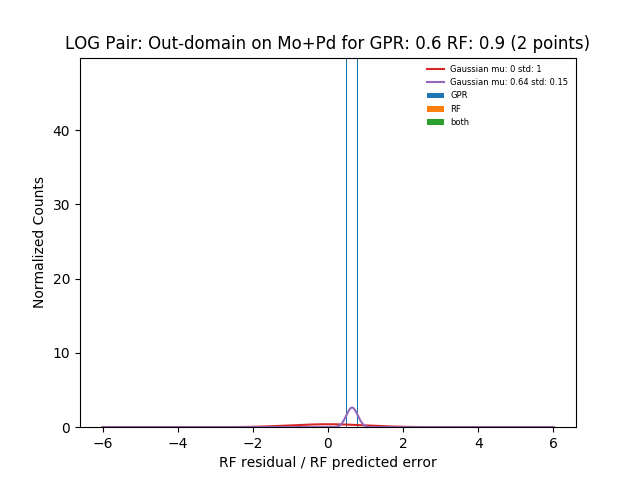 LOG Pair: Out-domain on Mo+Pd for GPR: 0.6 RF: 0.9 (2 points)
Gaussian mu: 0 std: 1
Gaussian mu: 0.64 std: 0.15
GPR
RF
both
Normalized Counts
40
30
20
10
0
−6 −4 −2 0 2 4 6
RF residual / RF predicted error